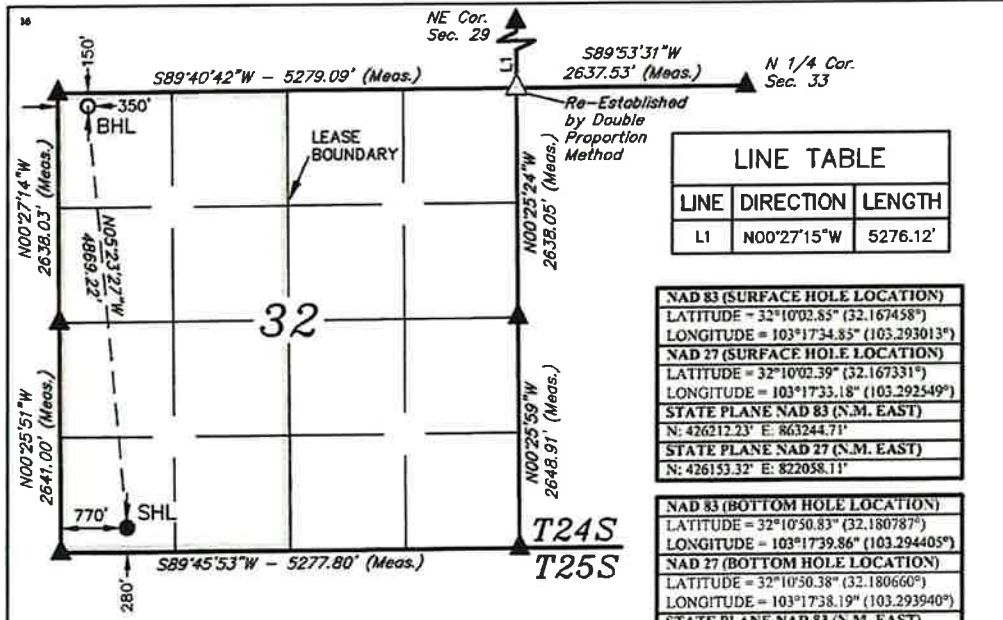 16
NE Cor.
Sec. 29
150'
S89°40'42"W - 5279.09' (Meas.)
L1
S89°53'31"W
2637.53' (Meas.)
N 1/4 Cor.
Sec. 33
350'
BHL
LEASE
BOUNDARY
Re-Established
by Double
Proportion
Method
N00°27'14"W
2638.03' (Meas.)
N05°23'27"W
4869.22'
N00°25'24"W
2638.05' (Meas.)
32
N00°25'51"W
2641.00' (Meas.)
N00°25'59"W
2648.91' (Meas.)
770'
SHL
280'
S89°45'53"W - 5277.80' (Meas.)
T24S
T25S
LINE TABLE
LINE DIRECTION LENGTH
L1 N00°27'15"W 5276.12'
NAD 83 (SURFACE HOLE LOCATION)
LATITUDE = 32°10'02.85" (32.167458°)
LONGITUDE = 103°17'34.85" (103.293013°)
NAD 27 (SURFACE HOLE LOCATION)
LATITUDE = 32°10'02.39" (32.167331°)
LONGITUDE = 103°17'33.18" (103.292549°)
STATE PLANE NAD 83 (N.M. EAST)
N: 426212.23' E: 863244.71'
STATE PLANE NAD 27 (N.M. EAST)
N: 426153.32' E: 822058.11'
NAD 83 (BOTTOM HOLE LOCATION)
LATITUDE = 32°10'50.83" (32.180787°)
LONGITUDE = 103°17'39.86" (103.294405°)
NAD 27 (BOTTOM HOLE LOCATION)
LATITUDE = 32°10'50.38" (32.180660°)
LONGITUDE = 103°17'38.19" (103.293940°)
STATE PLANE NAD 83 (N.M. EAST)